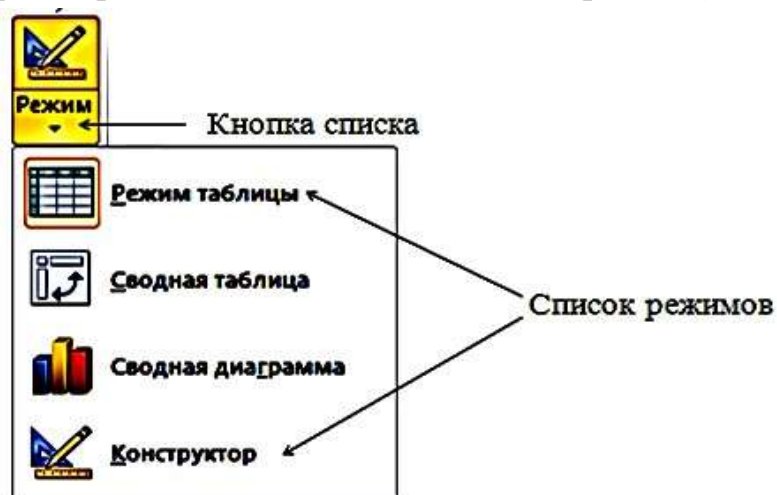 Режим
Кнопка списка
Режим таблицы
Сводная таблица
Список режимов
Сводная диаграмма
Конструктор